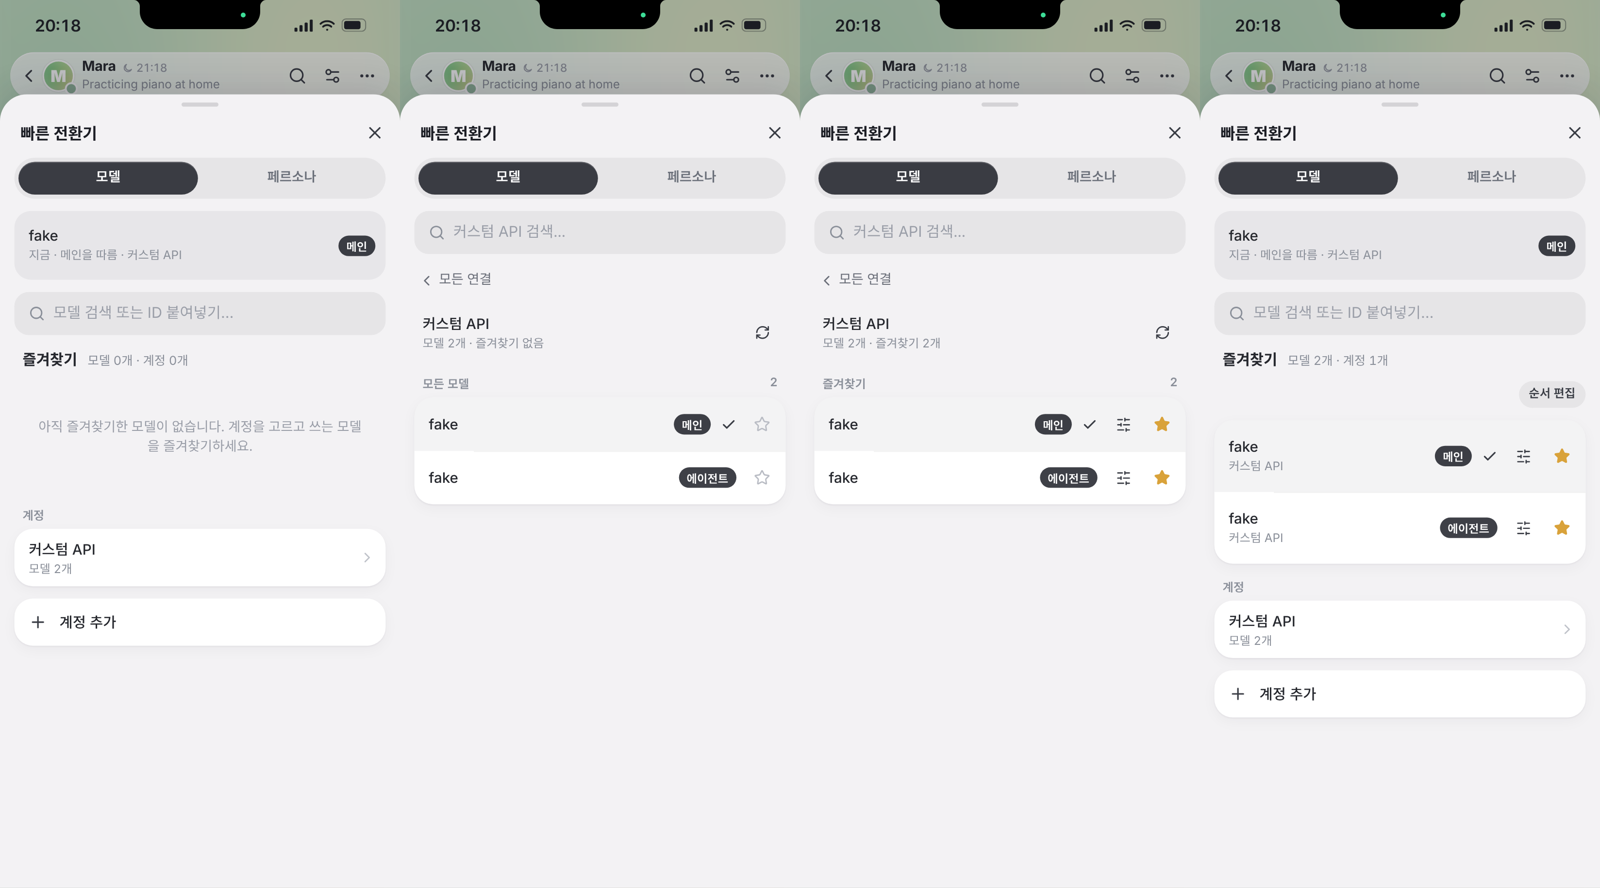 20:18
M
Mara 21:18
Practicing piano at home
빠른 전환기
모델
페르소나
fake
지금 · 메인을 따름 · 커스텀 API
메인
모델 검색 또는 ID 붙여넣기...
즐겨찾기 모델 0개 · 계정 0개
아직 즐겨찾기한 모델이 없습니다. 계정을 고르고 쓰는 모델
을 즐겨찾기하세요.
계정
커스텀 API
모델 2개
계정 추가
20:18
M
Mara 21:18
Practicing piano at home
빠른 전환기
모델
페르소나
커스텀 API 검색...
모든 연결
커스텀 API
모델 2개 · 즐겨찾기 없음
모든 모델 2
fake 메인
fake 에이전트
20:18
M
Mara 21:18
Practicing piano at home
빠른 전환기
모델
페르소나
커스텀 API 검색...
모든 연결
커스텀 API
모델 2개 · 즐겨찾기 2개
즐겨찾기 2
fake 메인
fake 에이전트
20:18
M
Mara 21:18
Practicing piano at home
빠른 전환기
모델
페르소나
fake
지금 · 메인을 따름 · 커스텀 API
메인
모델 검색 또는 ID 붙여넣기...
즐겨찾기 모델 2개 · 계정 1개
순서 편집
fake
커스텀 API
메인
fake
커스텀 API
에이전트
계정
커스텀 API
모델 2개
계정 추가